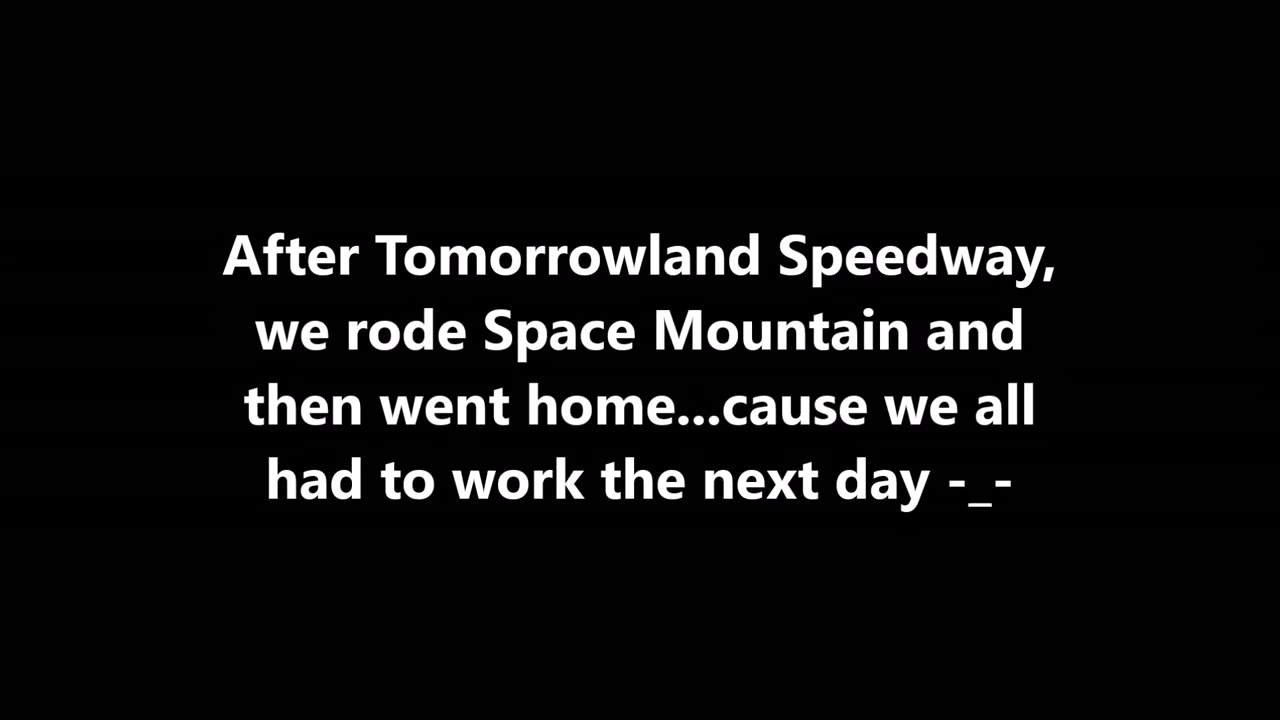 After Tomorrowland Speedway,
we rode Space Mountain and
then went home...cause we all
had to work the next day -_-